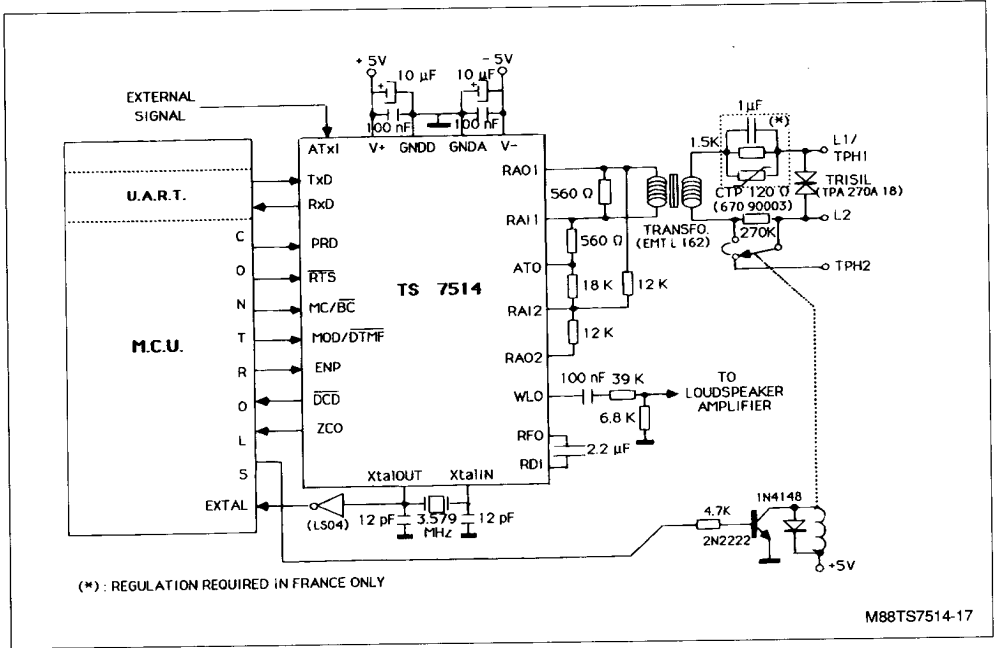 + 5V
- 5V
10 µF
10 µF
100 nF
100 nF
EXTERNAL
SIGNAL
ATxI
V+
GNDD
GNDA
V-
U.A.R.T.
TxD
RxD
C
O
N
T
R
O
L
S
PRD
RTS
MC/BC
MOD/DTMF
ENP
DCD
ZCO
M.C.U.
EXTAL
TS 7514
RAO1
RAI1
ATO
RAI2
RAO2
WLO
RFO
RDI
XtalOUT
XtalIN
560 Ω
560 Ω
18 K
12 K
12 K
TRANSFO.
(EMT L 162)
1.5K
1 µF
(*)
CTP 120 Ω
(670 90003)
L1/
TPH1
TRISIL
(TPA 270A 18)
L2
270K
TPH2
100 nF
39 K
6.8 K
TO
LOUDSPEAKER
AMPLIFIER
2.2 µF
(LS04)
12 pF
3.579
MHz
12 pF
4.7K
2N2222
1N4148
+5V
(*) : REGULATION REQUIRED IN FRANCE ONLY
M88TS7514-17